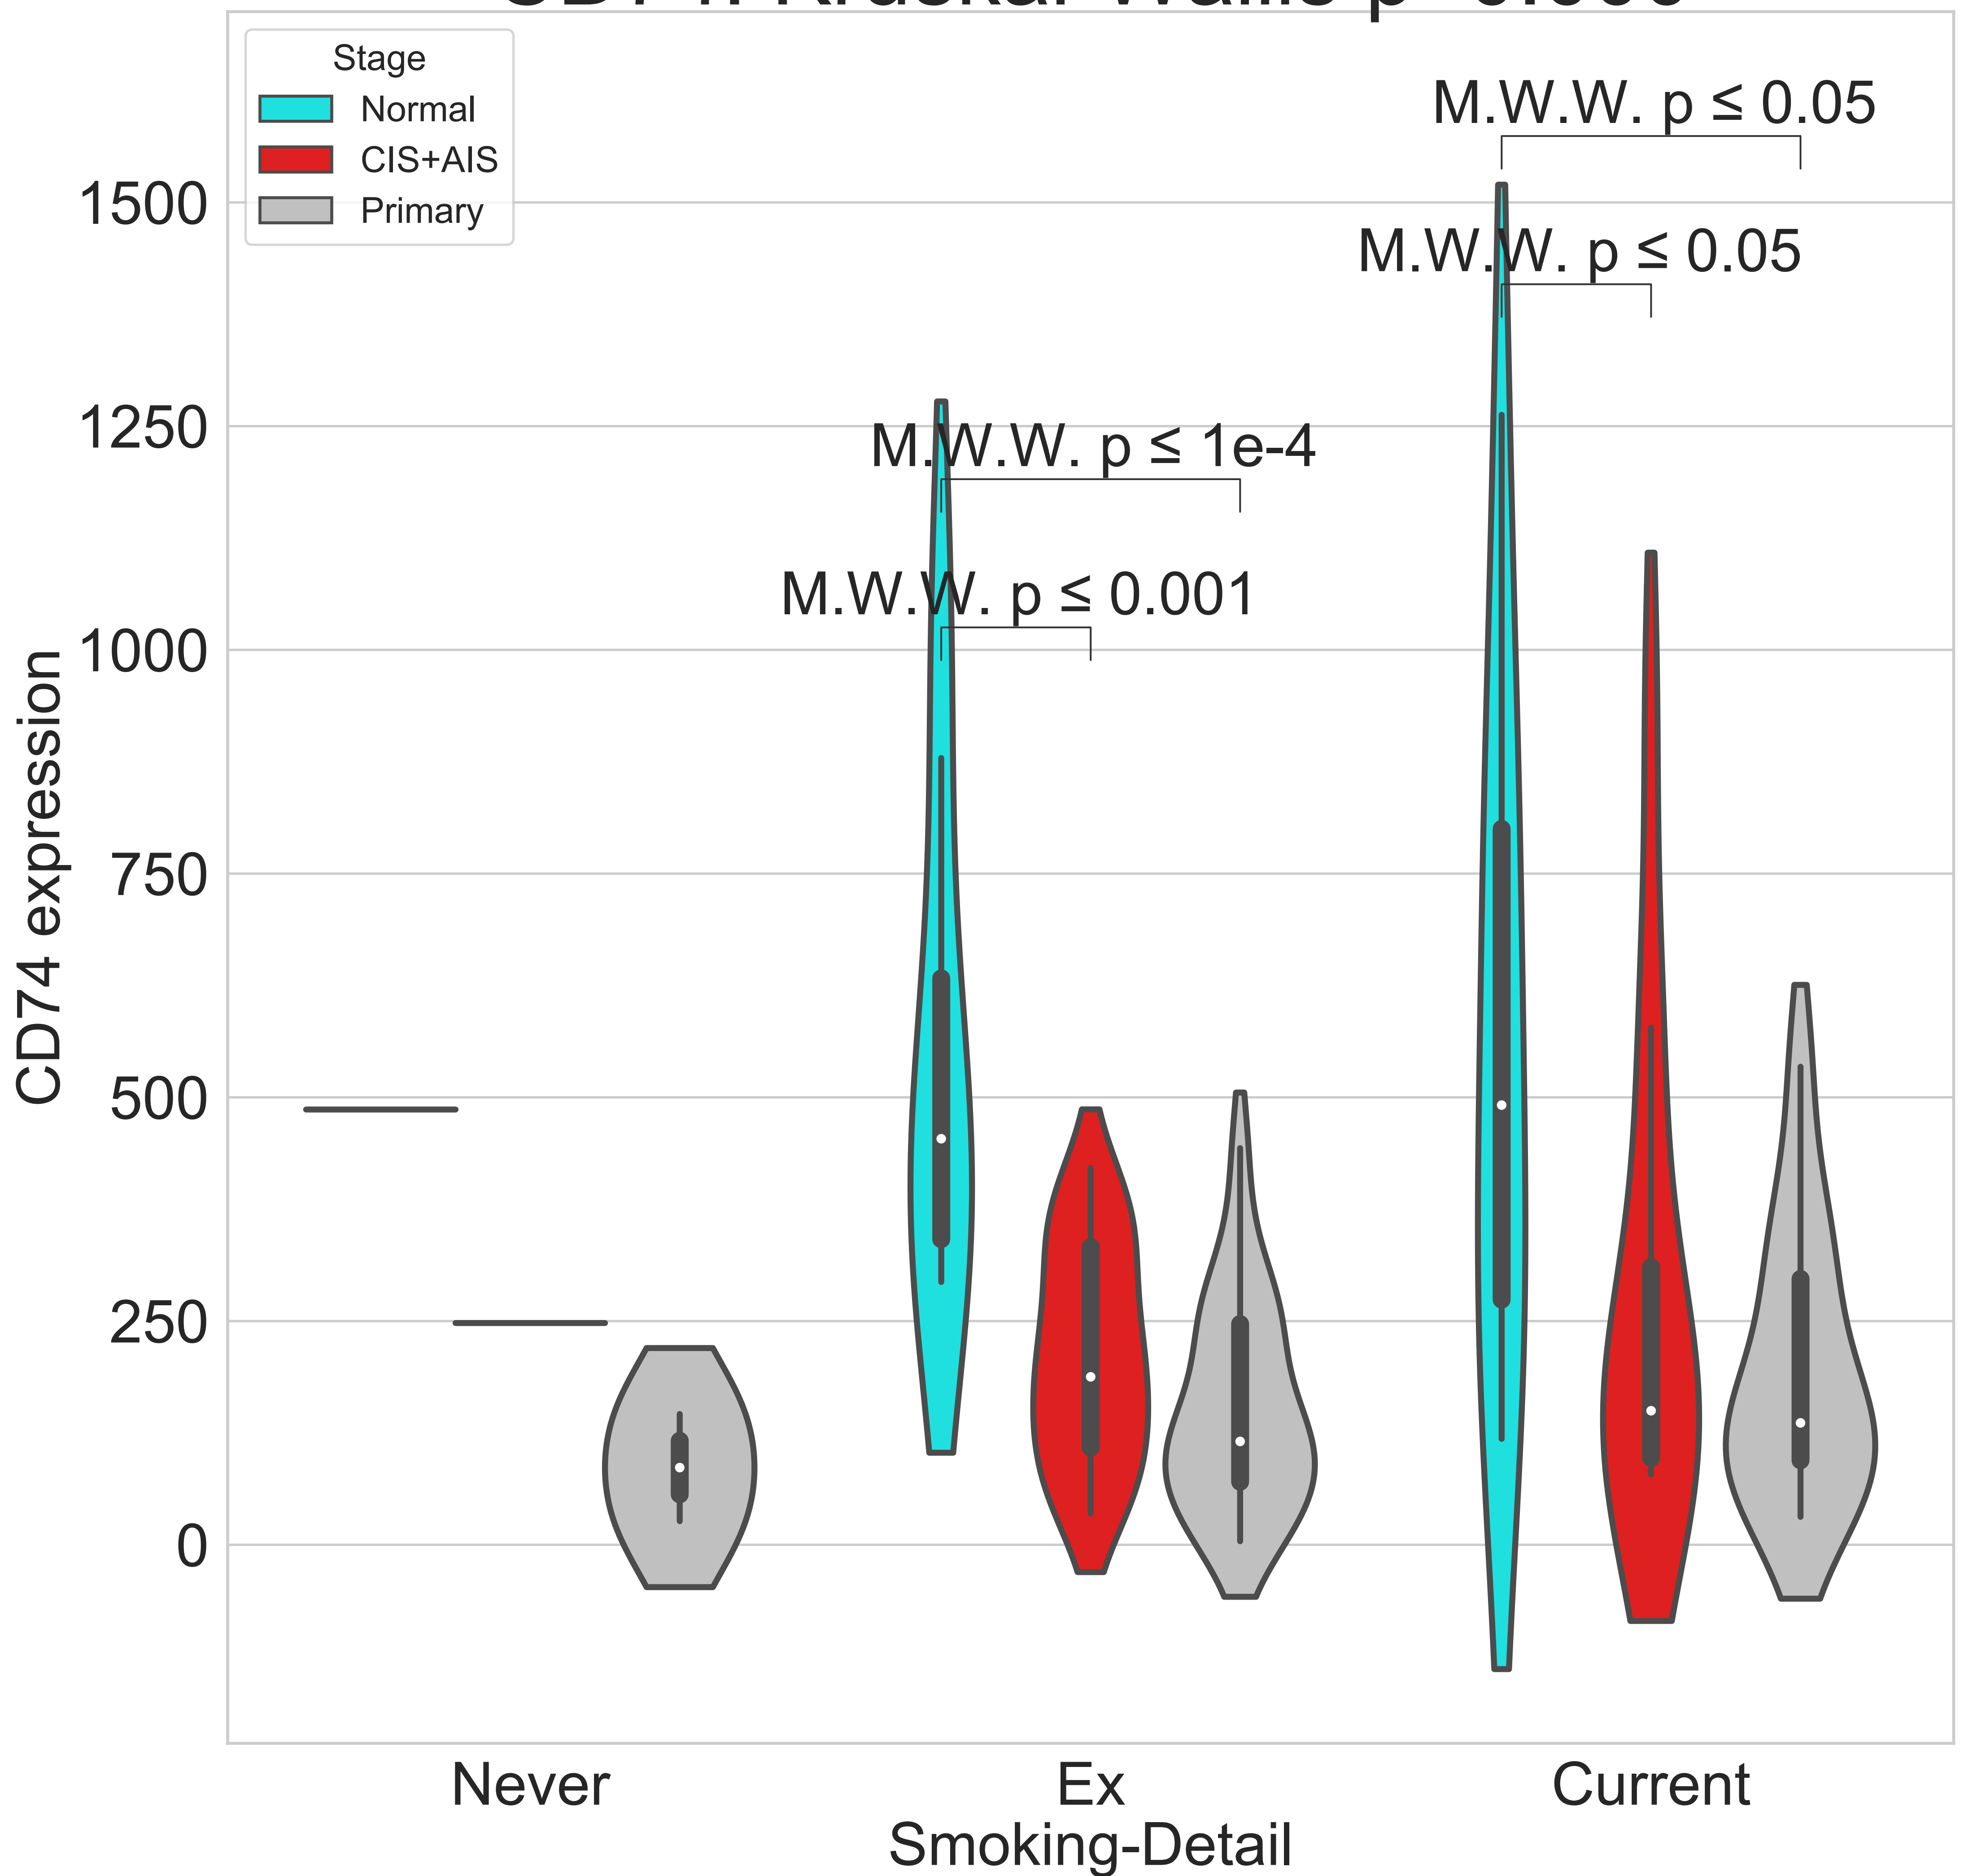 Stage
Normal
CIS+AIS
Primary
M.W.W. p ≤ 0.05
M.W.W. p ≤ 0.05
M.W.W. p ≤ 1e-4
M.W.W. p ≤ 0.001
CD74 expression
1500
1250
1000
750
500
250
0
Never
Ex
Current
Smoking-Detail